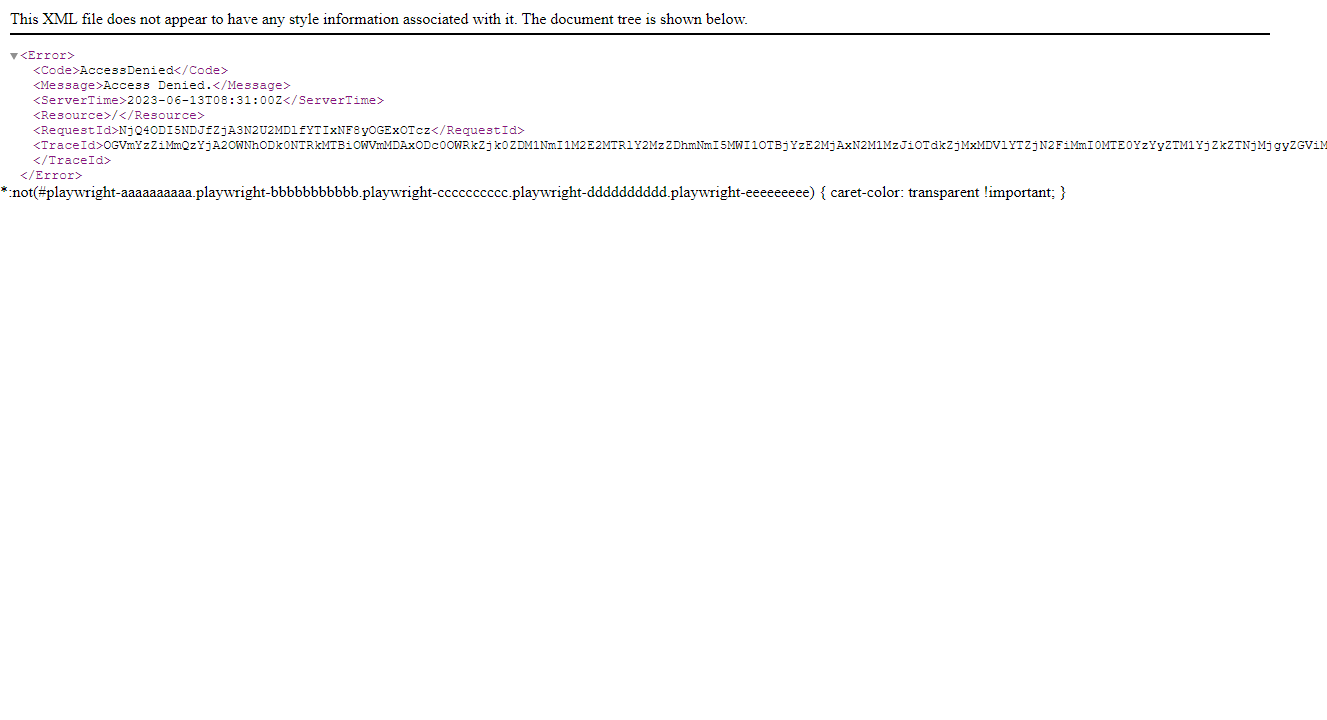 This XML file does not appear to have any style information associated with it. The document tree is shown below.
▼<Error>
<Code>AccessDenied</Code>
<Message>Access Denied.</Message>
<ServerTime>2023-06-13T08:31:00Z</ServerTime>
<Resource>/</Resource>
<RequestId>NjQ4ODI5NDJfZjA3N2U2MDlfYTIxNF8yOGExOTcz</RequestId>
<TraceId>OGVmYzZiMmQzYjA2OWNhODk0NTRkMTBiOWVmMDAxODc0OWRkZjk0ZDM1NmI1M2E2MTRlY2MzZDhmNmI5MWI1OTBjYzE2MjAxN2M1MzJiOTdkZjMxMDVlYTZjN2FiMmI0MTE0YzYyZTM1YjZkZTNjMjgyZGViM
</TraceId>
</Error>
*:not(#playwright-aaaaaaaaaa.playwright-bbbbbbbbbbb.playwright-cccccccccc.playwright-dddddddddd.playwright-eeeeeeeee) { caret-color: transparent !important; }